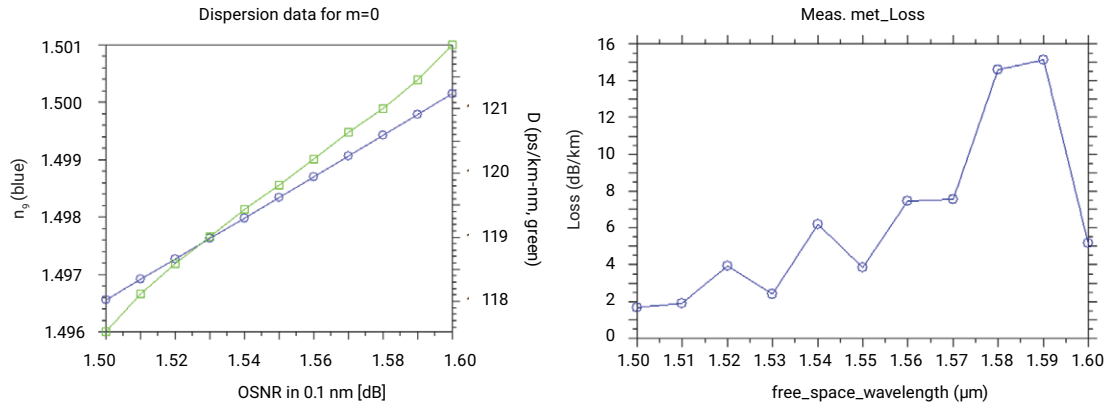 Dispersion data for m=0
1.501
1.500
1.499
1.498
1.497
1.496
n₉ (blue)
121
120
119
118
D (ps/km-nm, green)
1.50 1.52 1.54 1.56 1.58 1.60
OSNR in 0.1 nm [dB]
Meas. met_Loss
16
14
12
10
8
6
4
2
0
Loss (dB/km)
1.50 1.51 1.52 1.53 1.54 1.55 1.56 1.57 1.58 1.59 1.60
free_space_wavelength (µm)